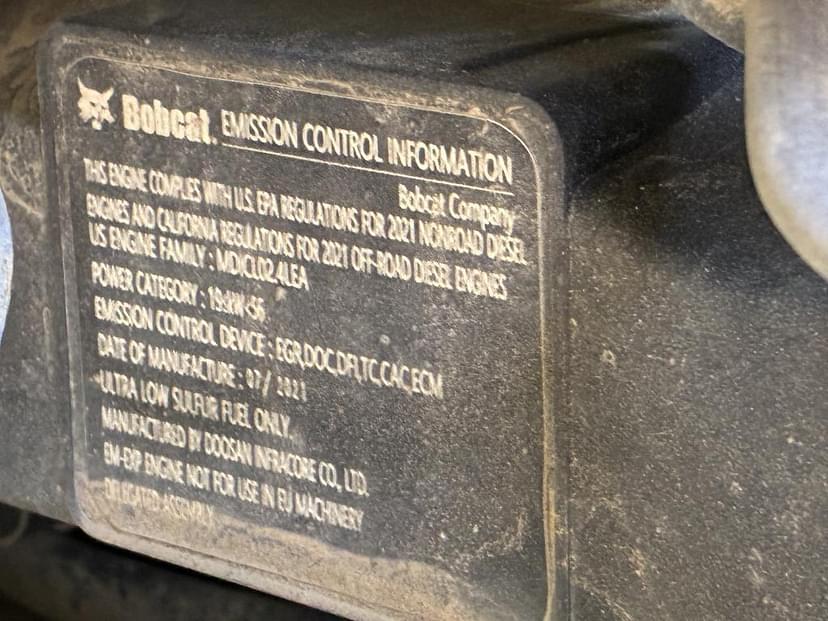 Bobcat. EMISSION CONTROL INFORMATION
Bobcat Company
THIS ENGINE COMPLIES WITH U.S. EPA REGULATIONS FOR 2021 NONROAD DIESEL
ENGINES AND CALIFORNIA REGULATIONS FOR 2021 OFF-ROAD DIESEL ENGINES
US ENGINE FAMILY : MDICL02.4LEA
POWER CATEGORY : 19≤kW<56
EMISSION CONTROL DEVICE : EGR,DOC,DFI,TC,CAC,ECM
DATE OF MANUFACTURE : 07/ 2021
ULTRA LOW SULFUR FUEL ONLY.
MANUFACTURED BY DOOSAN INFRACORE CO., LTD.
EM-EXP ENGINE NOT FOR USE IN EU MACHINERY
DELEGATED ASSEMBLY